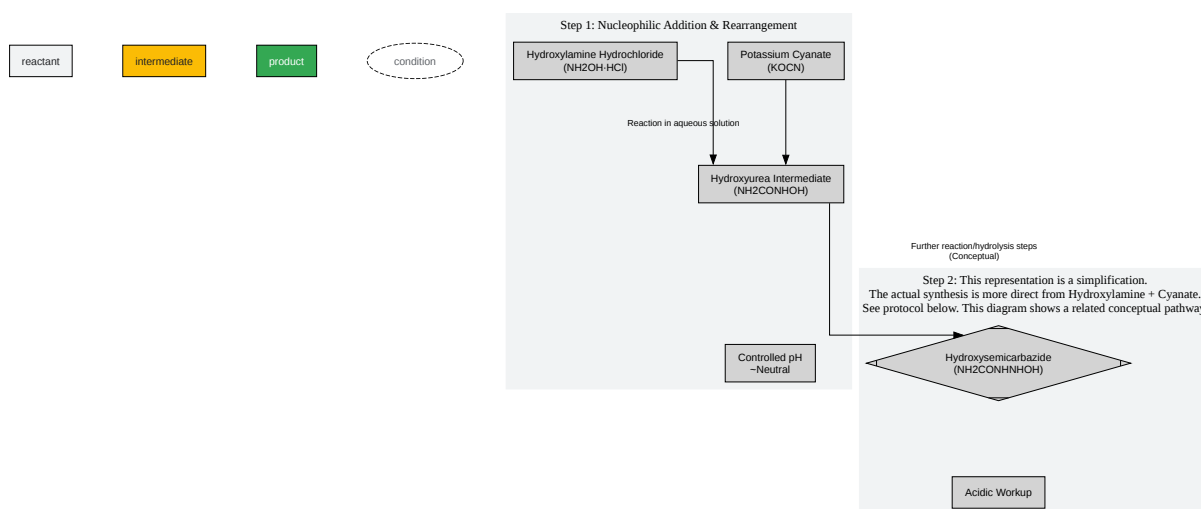 reactant
intermediate
product
condition
Step 1: Nucleophilic Addition & Rearrangement
Hydroxylamine Hydrochloride
(NH2OH·HCl)
Potassium Cyanate
(KOCN)
Reaction in aqueous solution
Hydroxyurea Intermediate
(NH2CONHOH)
Further reaction/hydrolysis steps
(Conceptual)
Step 2: This representation is a simplification.
The actual synthesis is more direct from Hydroxylamine + Cyanate.
See protocol below. This diagram shows a related conceptual pathway
Hydroxysemicarbazide
(NH2CONHNHOH)
Controlled pH
~Neutral
Acidic Workup